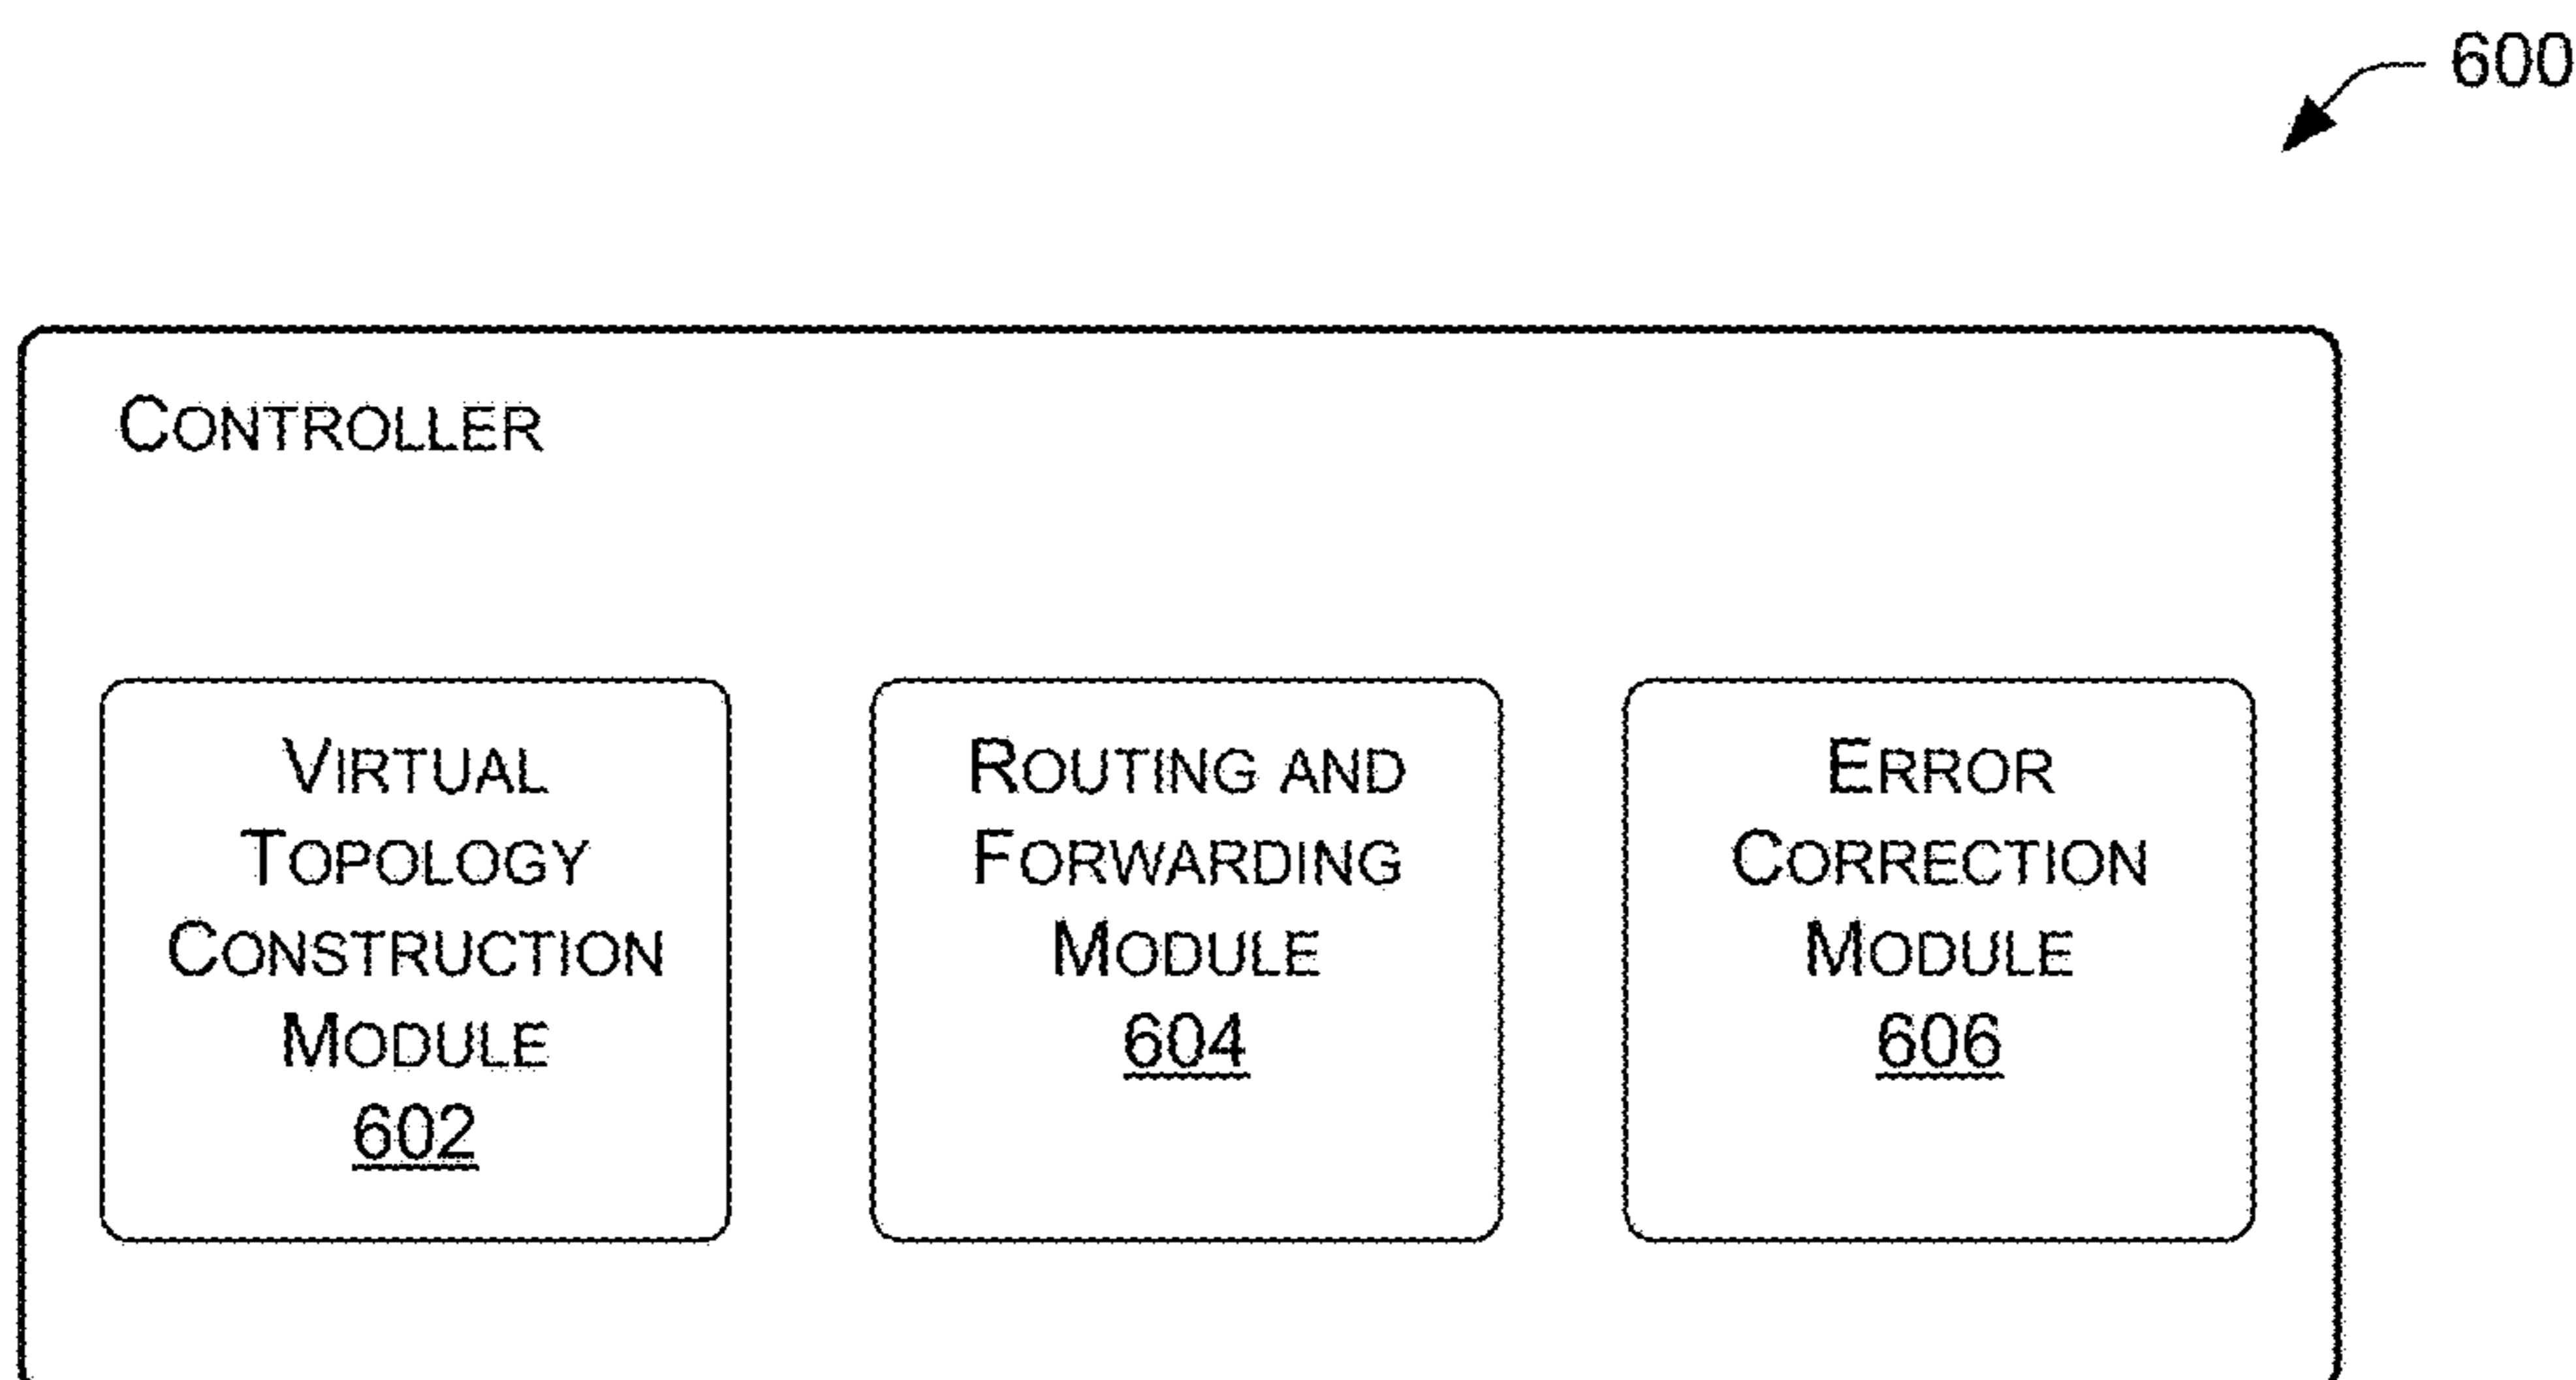 600
CONTROLLER
VIRTUAL
TOPOLOGY
CONSTRUCTION
MODULE
602
ROUTING AND
FORWARDING
MODULE
604
ERROR
CORRECTION
MODULE
606